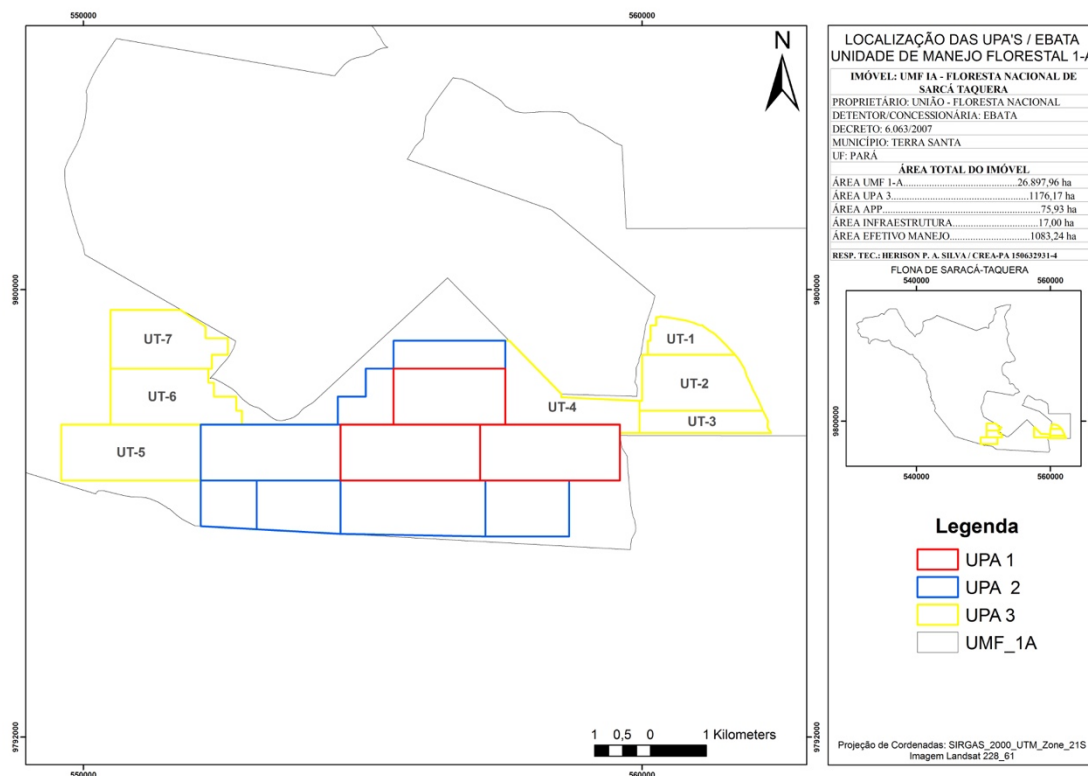 550000
560000
9800000
9800000
9792000
9792000
550000
560000
N
UT-7
UT-6
UT-5
UT-4
UT-1
UT-2
UT-3
1 0,5 0 1 Kilometers
LOCALIZAÇÃO DAS UPA'S / EBATA
UNIDADE DE MANEJO FLORESTAL 1-A
IMÓVEL: UMF IA - FLORESTA NACIONAL DE
SARCÁ TAQUERA
PROPRIETÁRIO: UNIÃO - FLORESTA NACIONAL
DETENTOR/CONCESSIONÁRIA: EBATA
DECRETO: 6.063/2007
MUNICÍPIO: TERRA SANTA
UF: PARÁ
ÁREA TOTAL DO IMÓVEL
ÁREA UMF 1-A..............................26.897,96 ha
ÁREA UPA 3..................................1176,17 ha
ÁREA APP.......................................75,93 ha
ÁREA INFRAESTRUTURA.......................17,00 ha
ÁREA EFETIVO MANEJO.....................1083,24 ha
RESP. TEC.: HERISON P. A. SILVA / CREA-PA 150632931-4
FLONA DE SARACÁ-TAQUERA
540000
560000
9800000
9800000
540000
560000
Legenda
UPA 1
UPA 2
UPA 3
UMF_1A
Projeção de Cordenadas: SIRGAS_2000_UTM_Zone_21S
Imagem Landsat 228_61